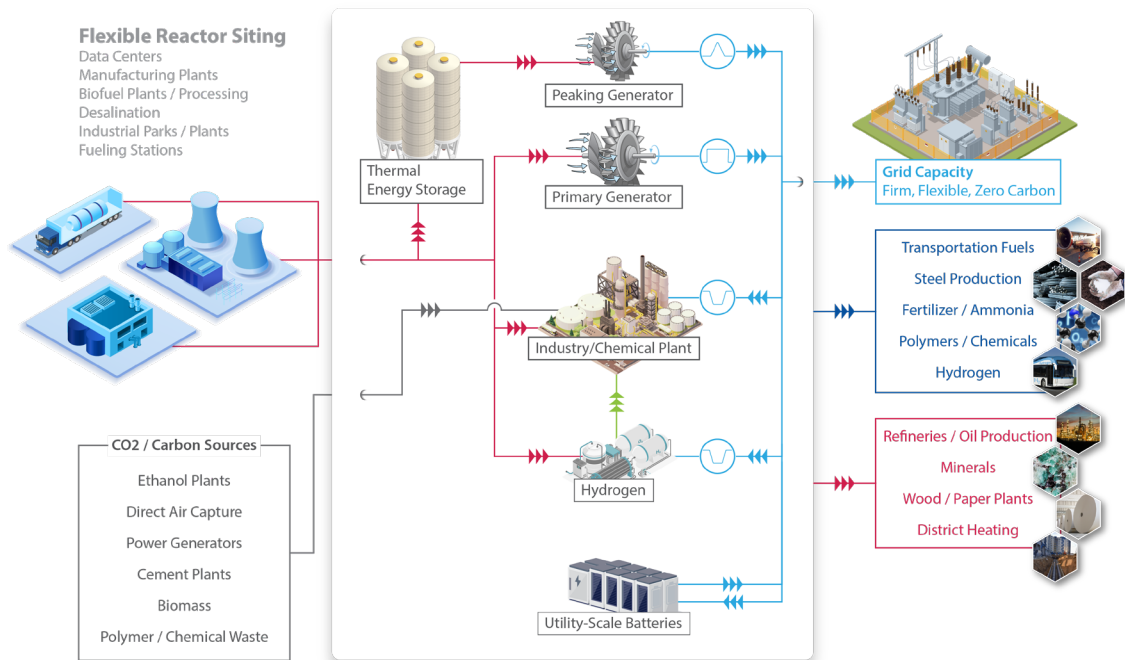 Flexible Reactor Siting
Data Centers
Manufacturing Plants
Biofuel Plants / Processing
Desalination
Industrial Parks / Plants
Fueling Stations
CO2 / Carbon Sources
Ethanol Plants
Direct Air Capture
Power Generators
Cement Plants
Biomass
Polymer / Chemical Waste
Thermal
Energy Storage
Peaking Generator
Primary Generator
Industry/Chemical Plant
Hydrogen
Utility-Scale Batteries
Grid Capacity
Firm, Flexible, Zero Carbon
Transportation Fuels
Steel Production
Fertilizer / Ammonia
Polymers / Chemicals
Hydrogen
Refineries / Oil Production
Minerals
Wood / Paper Plants
District Heating